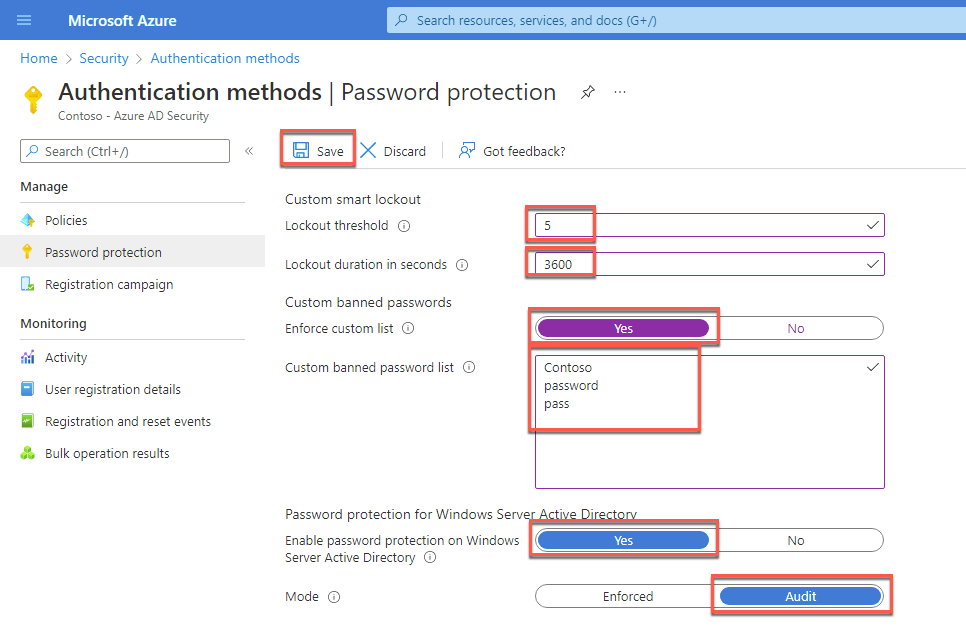 Microsoft Azure
Search resources, services, and docs (G+/)
Home > Security > Authentication methods
Authentication methods | Password protection
...
Contoso - Azure AD Security
Search (Ctrl+/)
«
Manage
Policies
Password protection
Registration campaign
Monitoring
Activity
User registration details
Registration and reset events
Bulk operation results
Save
Discard
Got feedback?
Custom smart lockout
Lockout threshold
5
Lockout duration in seconds
3600
Custom banned passwords
Enforce custom list
Yes
No
Custom banned password list
Contoso
password
pass
Password protection for Windows Server Active Directory
Enable password protection on Windows
Server Active Directory
Yes
No
Mode
Enforced
Audit